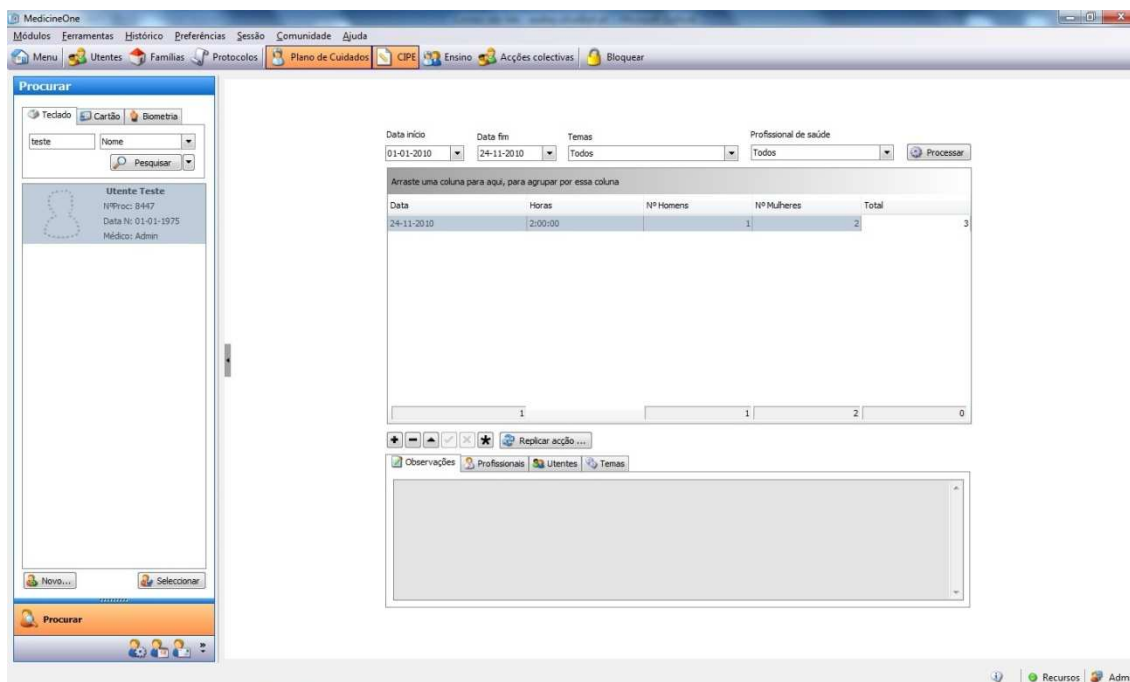 MedicineOne
Módulos Ferramentas Histórico Preferências Sessão Comunidade Ajuda
Menu Utentes Famílias Protocolos Plano de Cuidados CIPE Ensino Acções colectivas Bloquear
Procurar
Teclado Cartão Biometria
teste Nome
Pesquisar
Utente Teste
NºProc: 8447
Data N: 01-01-1975
Médico: Admin
Data início Data fim Temas Profissional de saúde
01-01-2010 24-11-2010 Todos Todos Processar
Arraste uma coluna para aqui, para agrupar por essa coluna
Data Horas Nº Homens Nº Mulheres Total
24-11-2010 2:00:00 1 2 3
1 1 2 0
Replicar acção ...
Observações Profissionais Utentes Temas
Novo... Seleccionar
Procurar
Recursos Adm